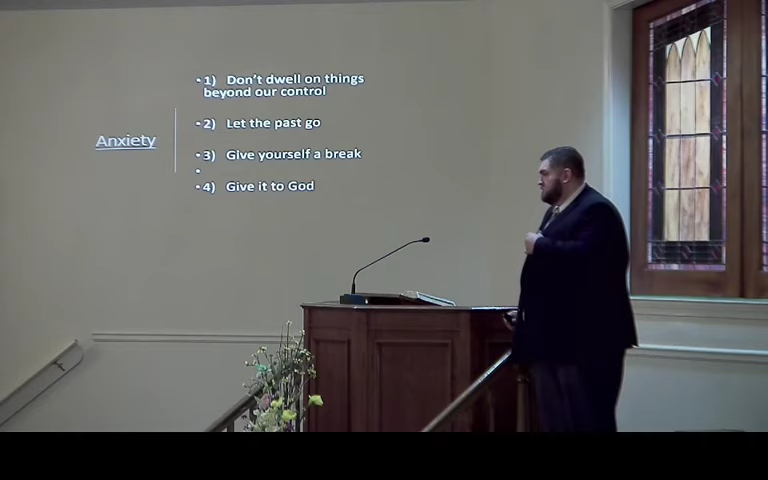 Anxiety
• 1) Don't dwell on things
beyond our control
• 2) Let the past go
• 3) Give yourself a break
•
• 4) Give it to God